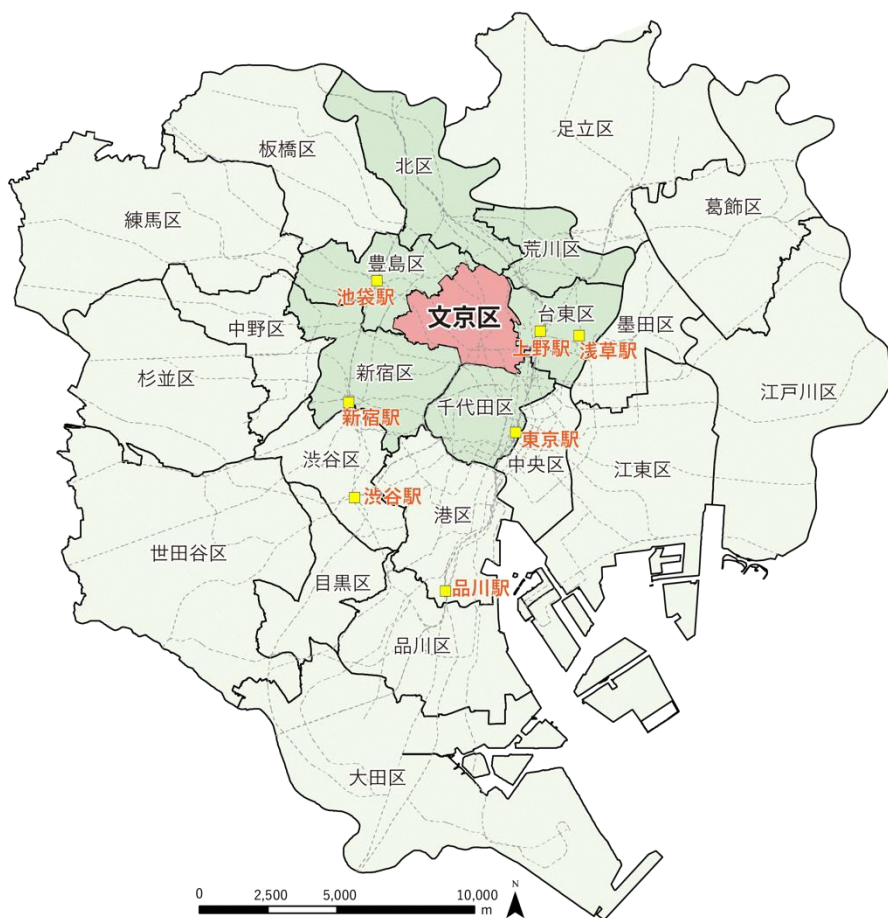 足立区
板橋区
北区
葛飾区
練馬区
荒川区
豊島区
池袋駅
文京区
台東区
墨田区
中野区
上野駅
浅草駅
杉並区
新宿区
江戸川区
千代田区
新宿駅
東京駅
渋谷区
中央区
江東区
渋谷駅
港区
世田谷区
目黒区
品川駅
品川区
大田区
0 2,500 5,000 10,000
m
N